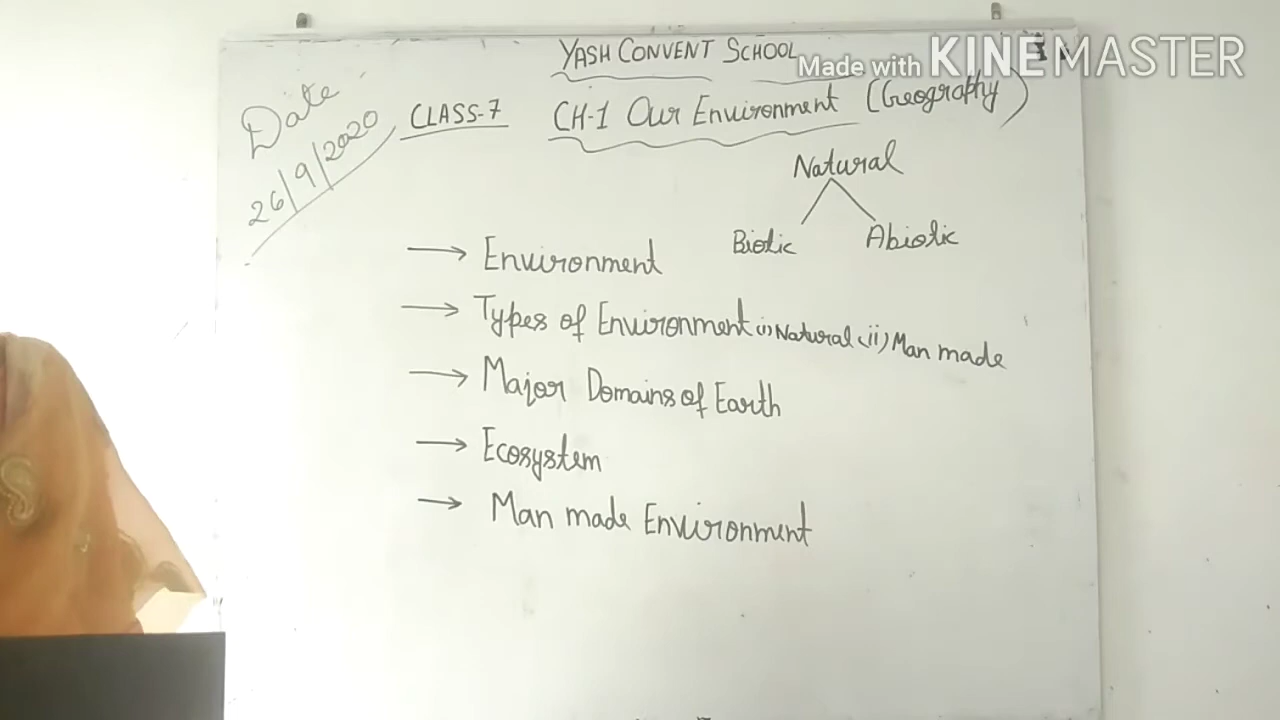 YASH CONVENT SCHOOL
Made with KINEMASTER
Date
26/9/2020
CLASS-7 CH-1 Our Environment (Geography)
Natural
Biotic Abiotic
→ Environment
→ Types of Environment (i) Natural (ii) Man made
→ Major Domains of Earth
→ Ecosystem
→ Man made Environment